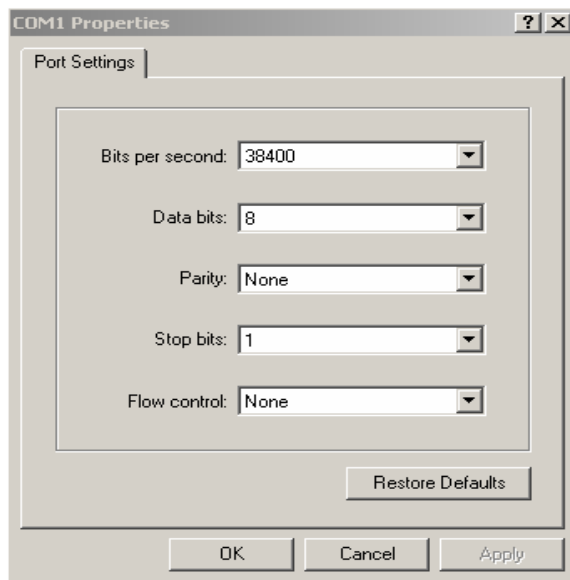 COM1 Properties
Port Settings
Bits per second: 38400
Data bits: 8
Parity: None
Stop bits: 1
Flow control: None
Restore Defaults
OK Cancel Apply